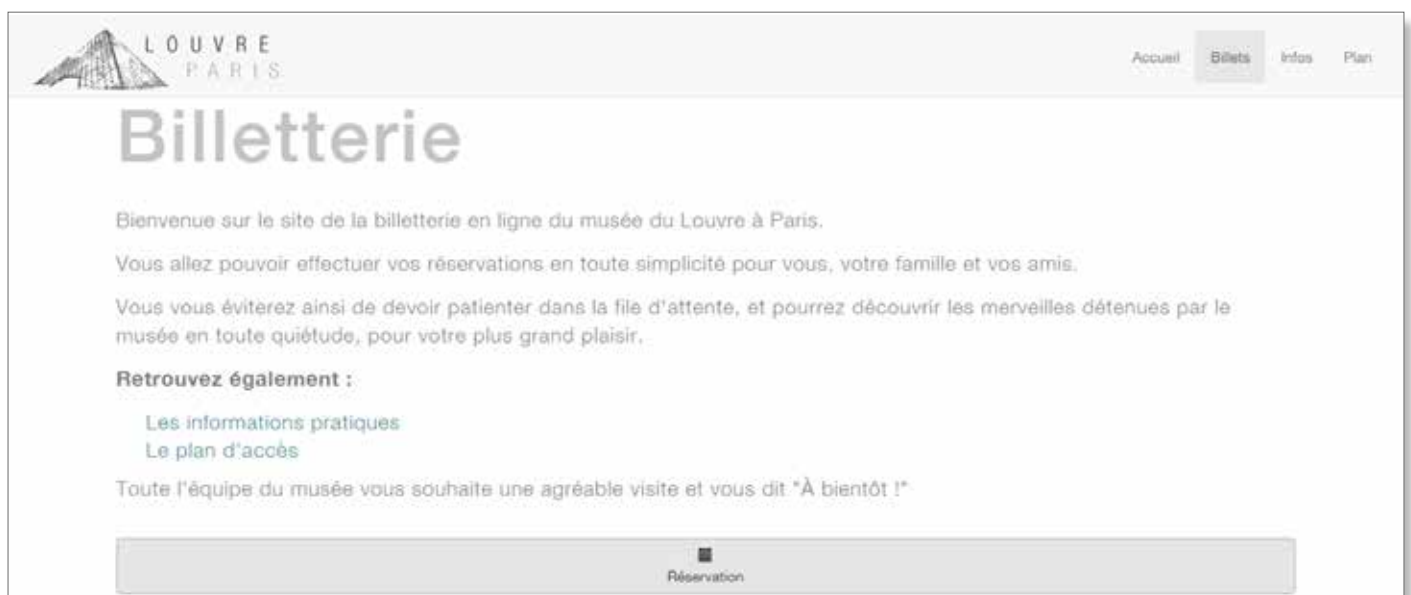 LOUVRE
PARIS
Accueil Billets Infos Plan
Billetterie
Bienvenue sur le site de la billetterie en ligne du musée du Louvre à Paris.
Vous allez pouvoir effectuer vos réservations en toute simplicité pour vous, votre famille et vos amis.
Vous vous éviterez ainsi de devoir patienter dans la file d'attente, et pourrez découvrir les merveilles détenues par le
musée en toute quiétude, pour votre plus grand plaisir.
Retrouvez également :
Les informations pratiques
Le plan d'accès
Toute l'équipe du musée vous souhaite une agréable visite et vous dit "À bientôt !"
Réservation